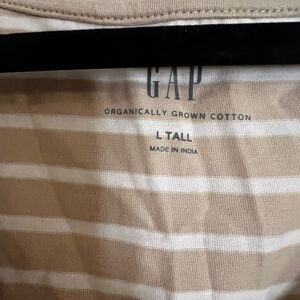 GAP
ORGANICALLY GROWN COTTON
L TALL
MADE IN INDIA